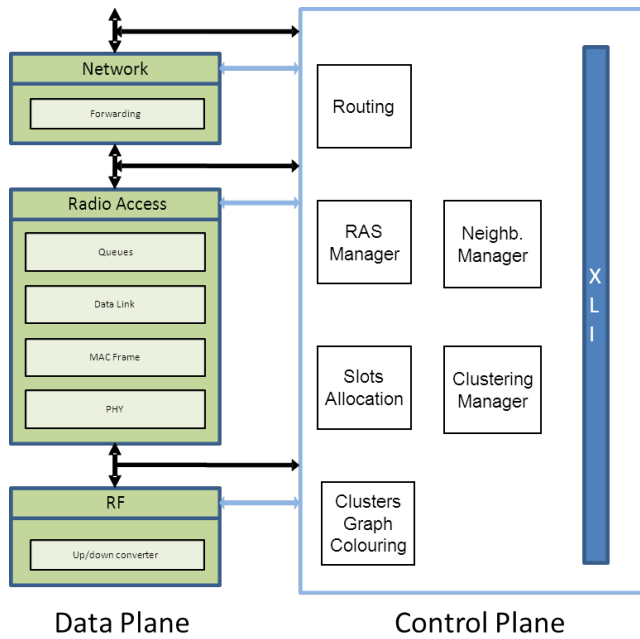 Network
Forwarding
Radio Access
Queues
Data Link
MAC Frame
PHY
RF
Up/down converter
Data Plane
Routing
RAS
Manager
Neighb.
Manager
Slots
Allocation
Clustering
Manager
Clusters
Graph
Colouring
X
L
I
Control Plane